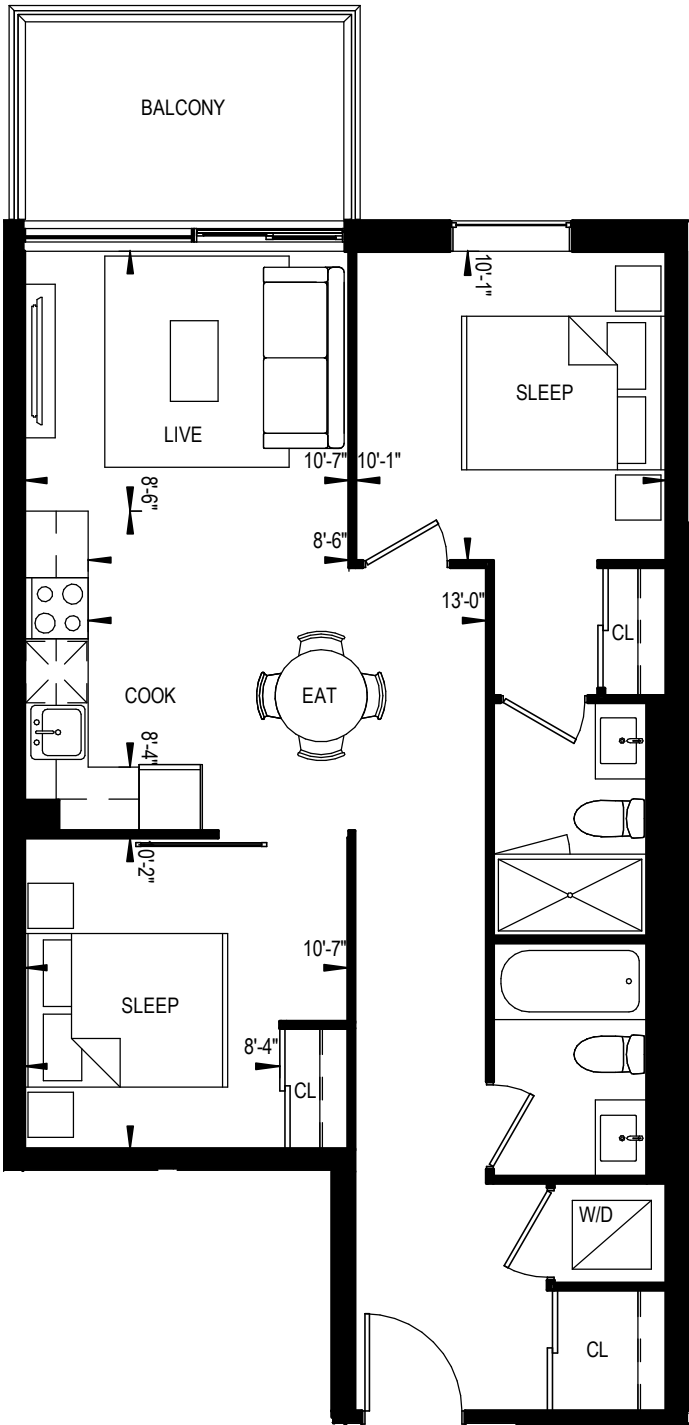 BALCONY
10'-1"
SLEEP
LIVE
10'-7"
10'-1"
8'-6"
8'-6"
13'-0"
CL
COOK
EAT
8'-4"
0'-2"
10'-7"
SLEEP
8'-4"
CL
W/D
CL